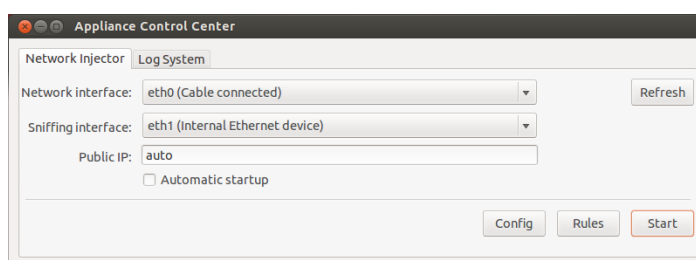 Appliance Control Center
Network Injector Log System
Network interface: eth0 (Cable connected) Refresh
Sniffing interface: eth1 (Internal Ethernet device)
Public IP: auto
Automatic startup
Config Rules Start